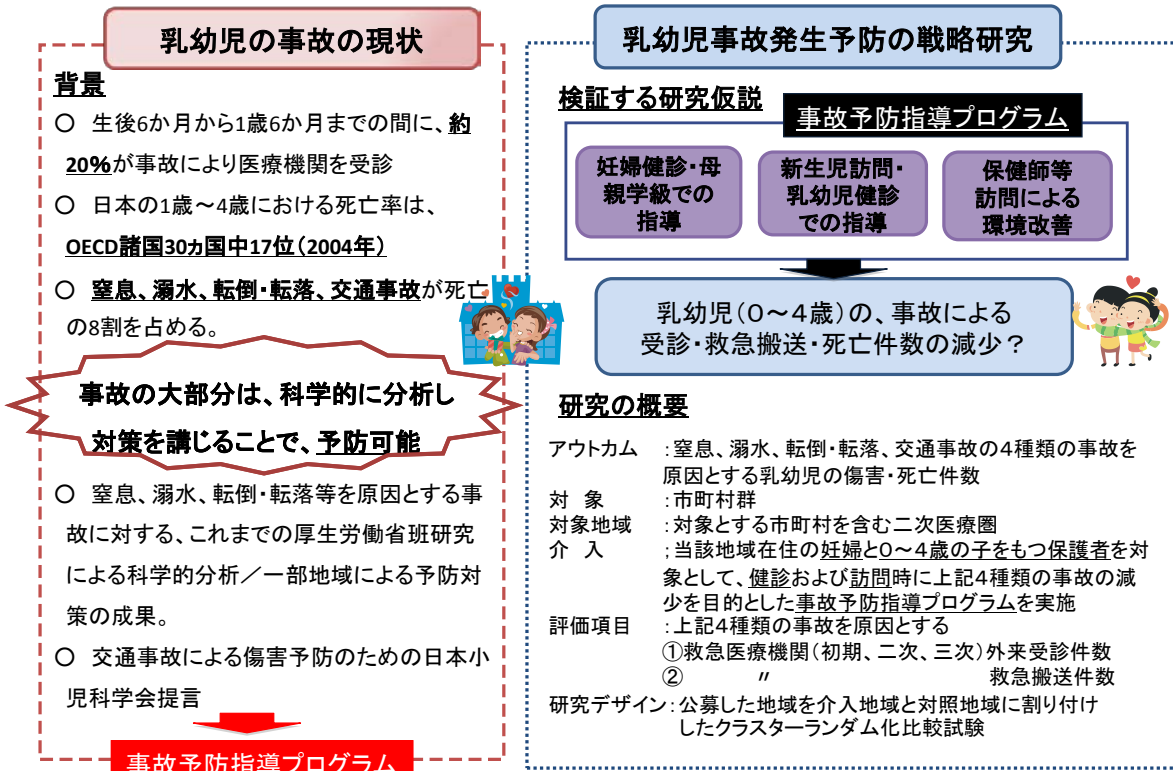 乳幼児の事故の現状
背景
○ 生後6か月から1歳6か月までの間に、約
20%が事故により医療機関を受診
○ 日本の1歳～4歳における死亡率は、
OECD諸国30ヵ国中17位（2004年）
○ 窒息、溺水、転倒・転落、交通事故が死亡
の8割を占める。
事故の大部分は、科学的に分析し
対策を講じることで、予防可能
○ 窒息、溺水、転倒・転落等を原因とする事
故に対する、これまでの厚生労働省班研究
による科学的分析／一部地域による予防対
策の成果。
○ 交通事故による傷害予防のための日本小
児科学会提言
事故予防指導プログラム
乳幼児事故発生予防の戦略研究
検証する研究仮説
事故予防指導プログラム
妊婦健診・母
親学級での
指導
新生児訪問・
乳幼児健診
での指導
保健師等
訪問による
環境改善
乳幼児（0～4歳）の、事故による
受診・救急搬送・死亡件数の減少？
研究の概要
アウトカム ：窒息、溺水、転倒・転落、交通事故の4種類の事故を
原因とする乳幼児の傷害・死亡件数
対 象 ：市町村群
対象地域 ：対象とする市町村を含む二次医療圏
介 入 ；当該地域在住の妊婦と0～4歳の子をもつ保護者を対
象として、健診および訪問時に上記4種類の事故の減
少を目的とした事故予防指導プログラムを実施
評価項目 ：上記4種類の事故を原因とする
①救急医療機関（初期、二次、三次）外来受診件数
② 〃 救急搬送件数
研究デザイン：公募した地域を介入地域と対照地域に割り付け
したクラスターランダム化比較試験